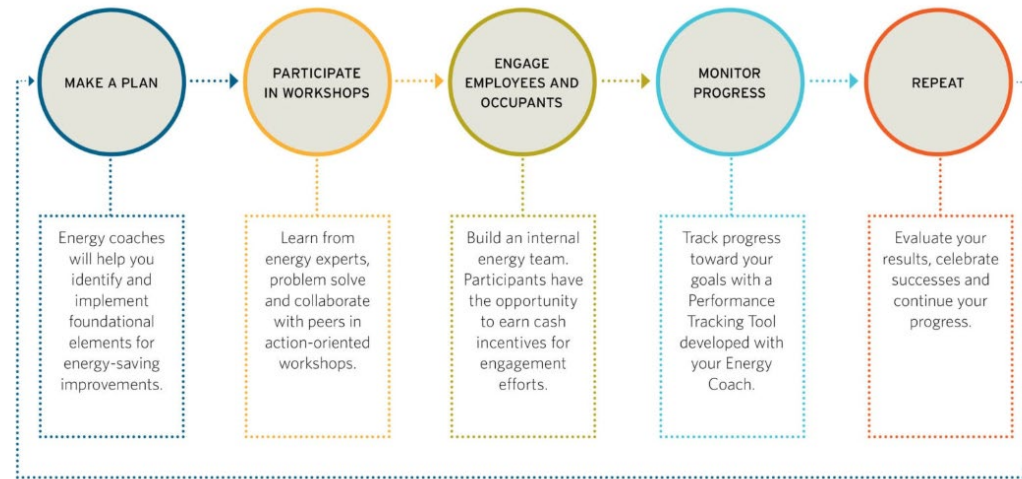 MAKE A PLAN
PARTICIPATE
IN WORKSHOPS
ENGAGE
EMPLOYEES AND
OCCUPANTS
MONITOR
PROGRESS
REPEAT
Energy coaches
will help you
identify and
implement
foundational
elements for
energy-saving
improvements.
Learn from
energy experts,
problem solve
and collaborate
with peers in
action-oriented
workshops.
Build an internal
energy team.
Participants have
the opportunity
to earn cash
incentives for
engagement
efforts.
Track progress
toward your
goals with a
Performance
Tracking Tool
developed with
your Energy
Coach.
Evaluate your
results, celebrate
successes and
continue your
progress.